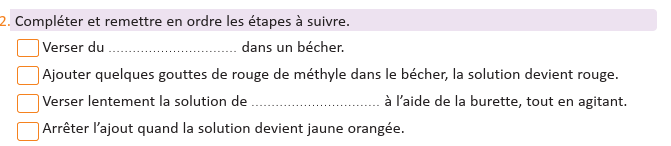 2. Compléter et remettre en ordre les étapes à suivre.
Verser du ................................ dans un bécher.
Ajouter quelques gouttes de rouge de méthyle dans le bécher, la solution devient rouge.
Verser lentement la solution de ................................ à l’aide de la burette, tout en agitant.
Arrêter l’ajout quand la solution devient jaune orangée.